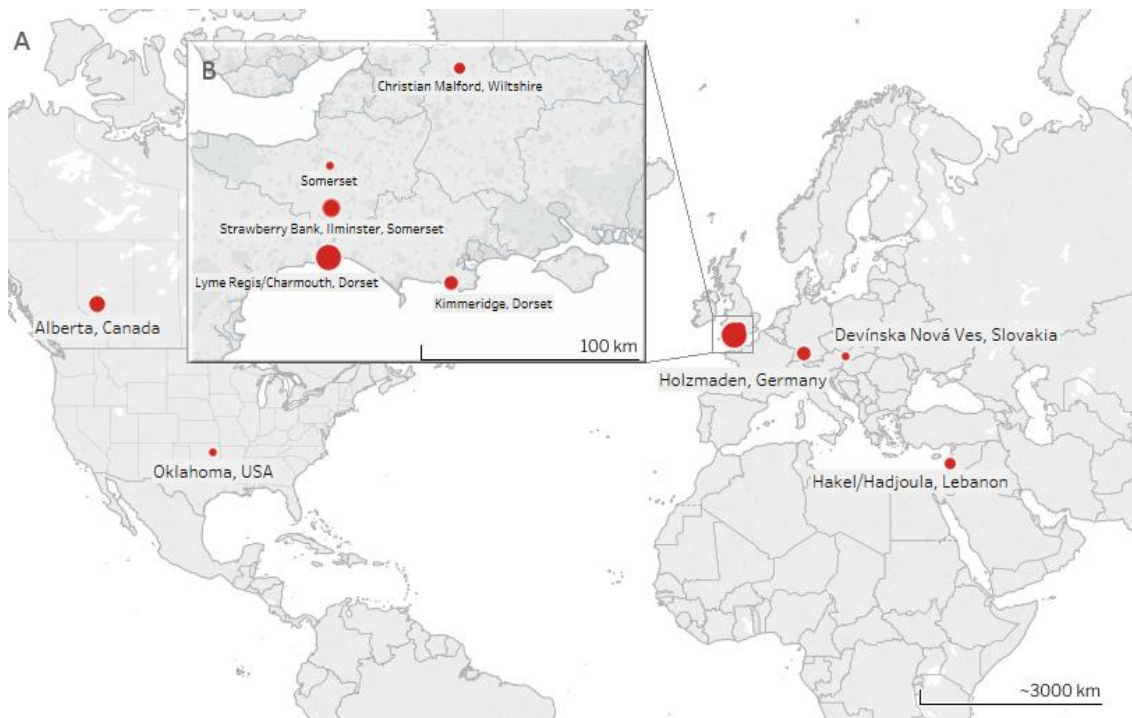 A
B
Christian Malford, Wiltshire
Somerset
Strawberry Bank, Ilminster, Somerset
Lyme Regis/Charmouth, Dorset
Kimmeridge, Dorset
100 km
Alberta, Canada
Oklahoma, USA
Devínska Nová Ves, Slovakia
Holzmaden, Germany
Hakel/Hadjoula, Lebanon
~3000 km